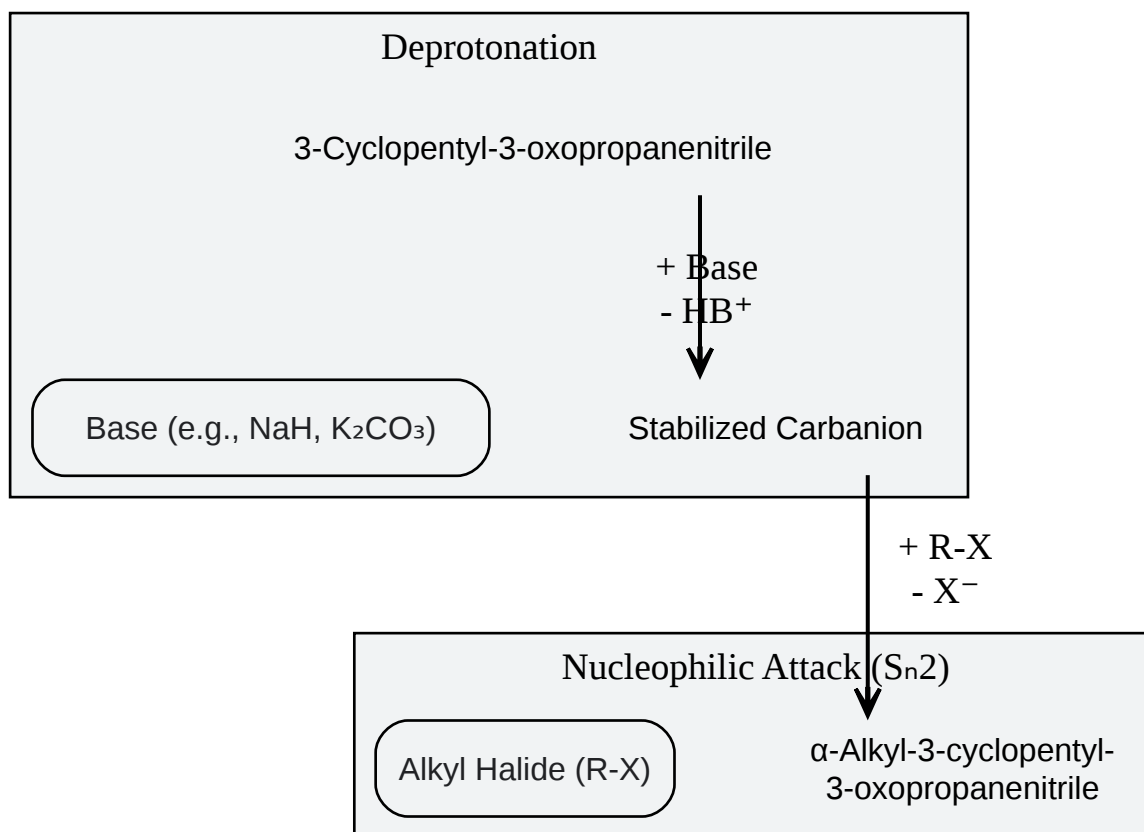 Deprotonation
3-Cyclopentyl-3-oxopropanenitrile
+ Base
- HB⁺
Base (e.g., NaH, K₂CO₃)
Stabilized Carbanion
+ R-X
- X⁻
Nucleophilic Attack (Sₙ2)
Alkyl Halide (R-X)
α-Alkyl-3-cyclopentyl-
3-oxopropanenitrile